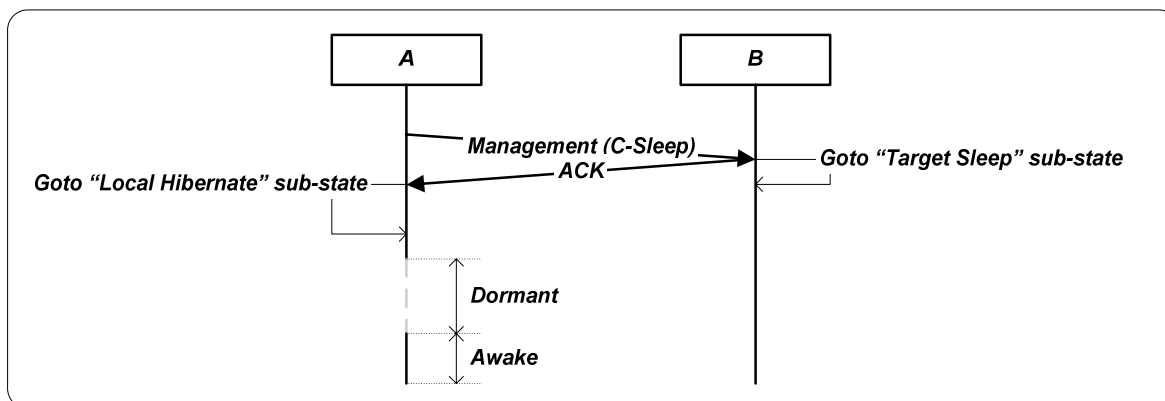 A
B
Management (C-Sleep)
ACK
Goto “Target Sleep” sub-state
Goto “Local Hibernate” sub-state
Dormant
Awake